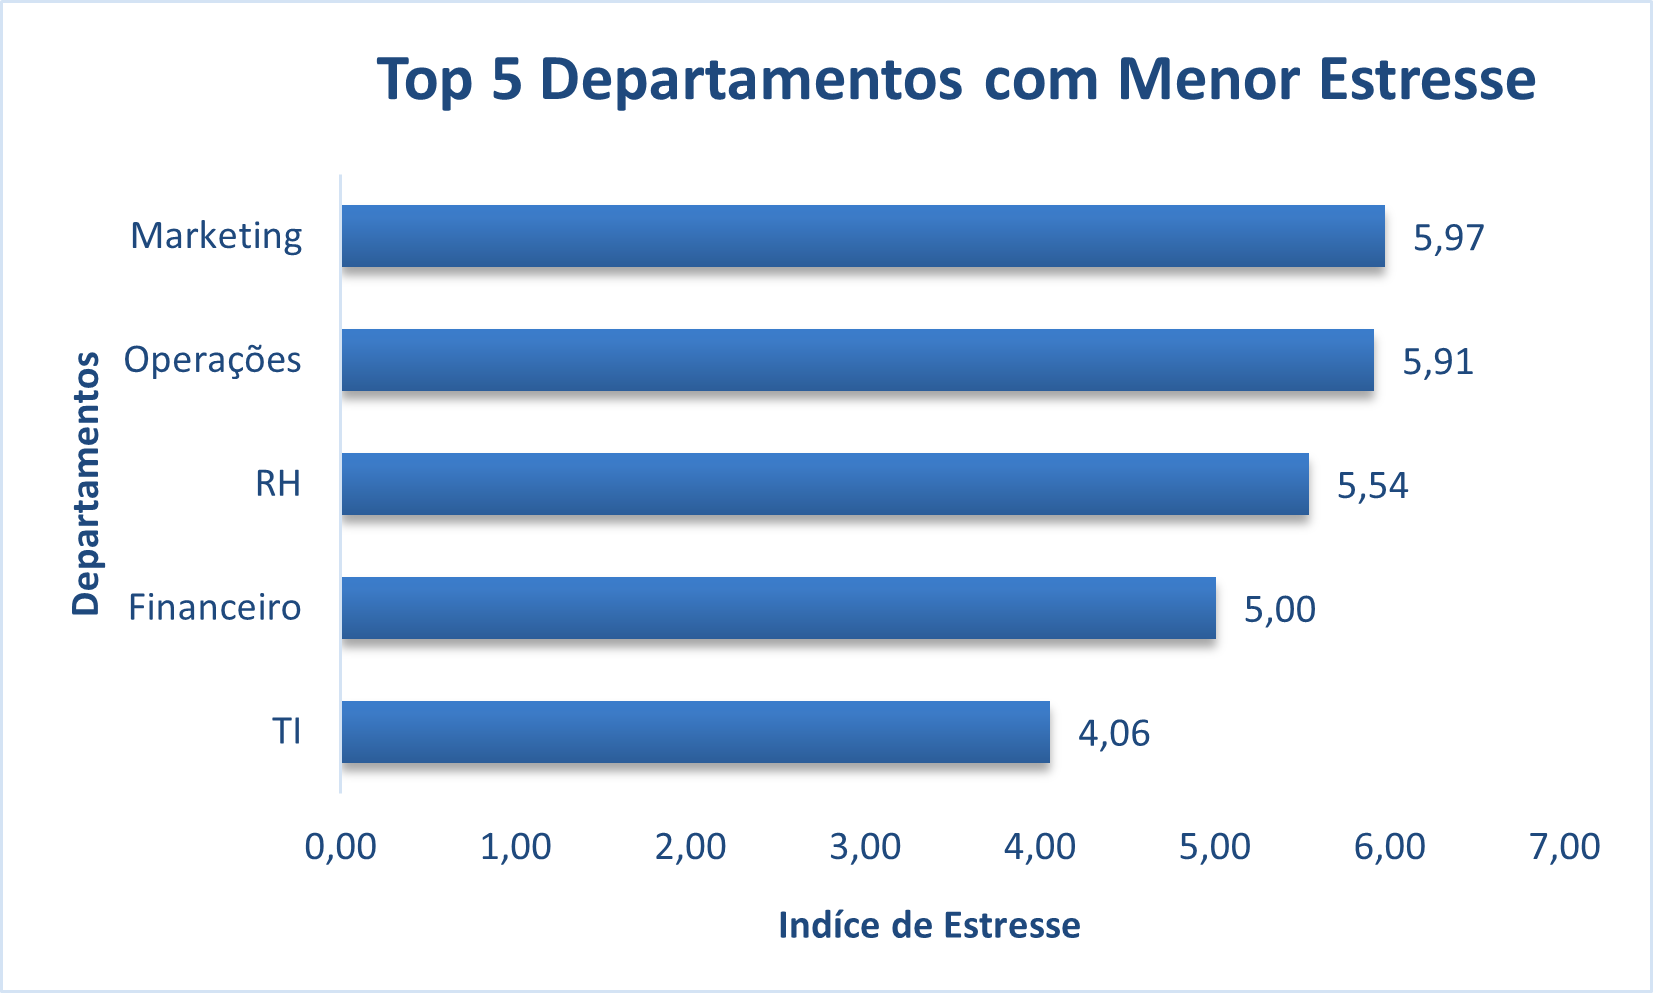 Top 5 Departamentos com Menor Estresse
Departamentos
Marketing
5,97
Operações
5,91
RH
5,54
Financeiro
5,00
TI
4,06
0,00 1,00 2,00 3,00 4,00 5,00 6,00 7,00
Indíce de Estresse